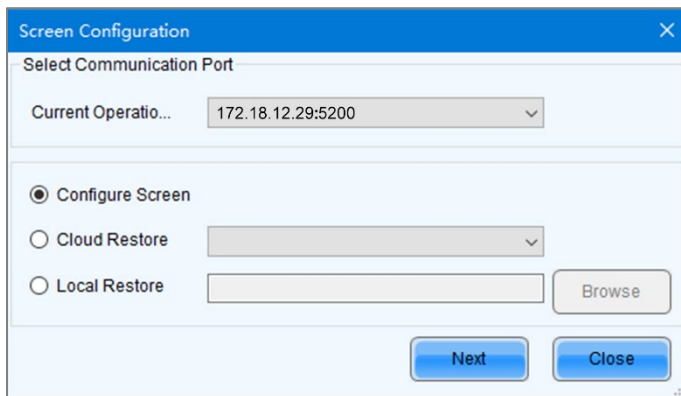 Screen Configuration
Select Communication Port
Current Operatio... 172.18.12.29:5200
Configure Screen
Cloud Restore
Local Restore Browse
Next Close